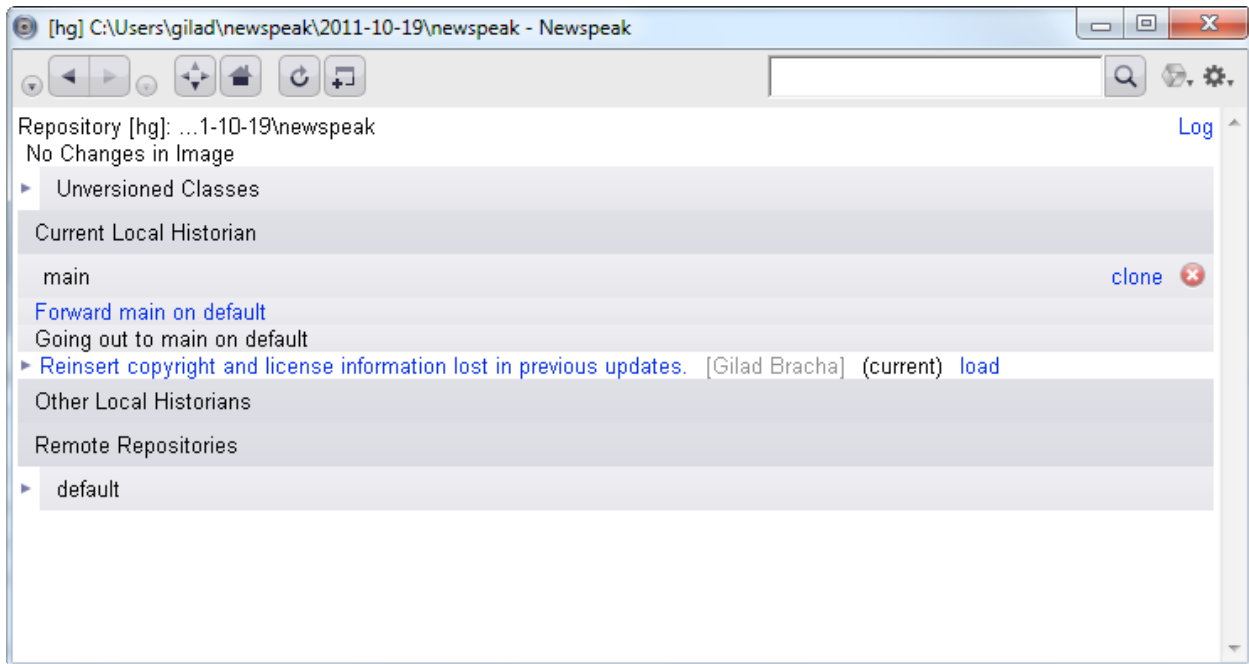 [hg] C:\Users\gilad\newspeak\2011-10-19\newspeak - Newspeak
Repository [hg]: ...1-10-19\newspeak Log
No Changes in Image
Unversioned Classes
Current Local Historian
main clone
Forward main on default
Going out to main on default
Reinsert copyright and license information lost in previous updates. [Gilad Bracha] (current) load
Other Local Historians
Remote Repositories
default